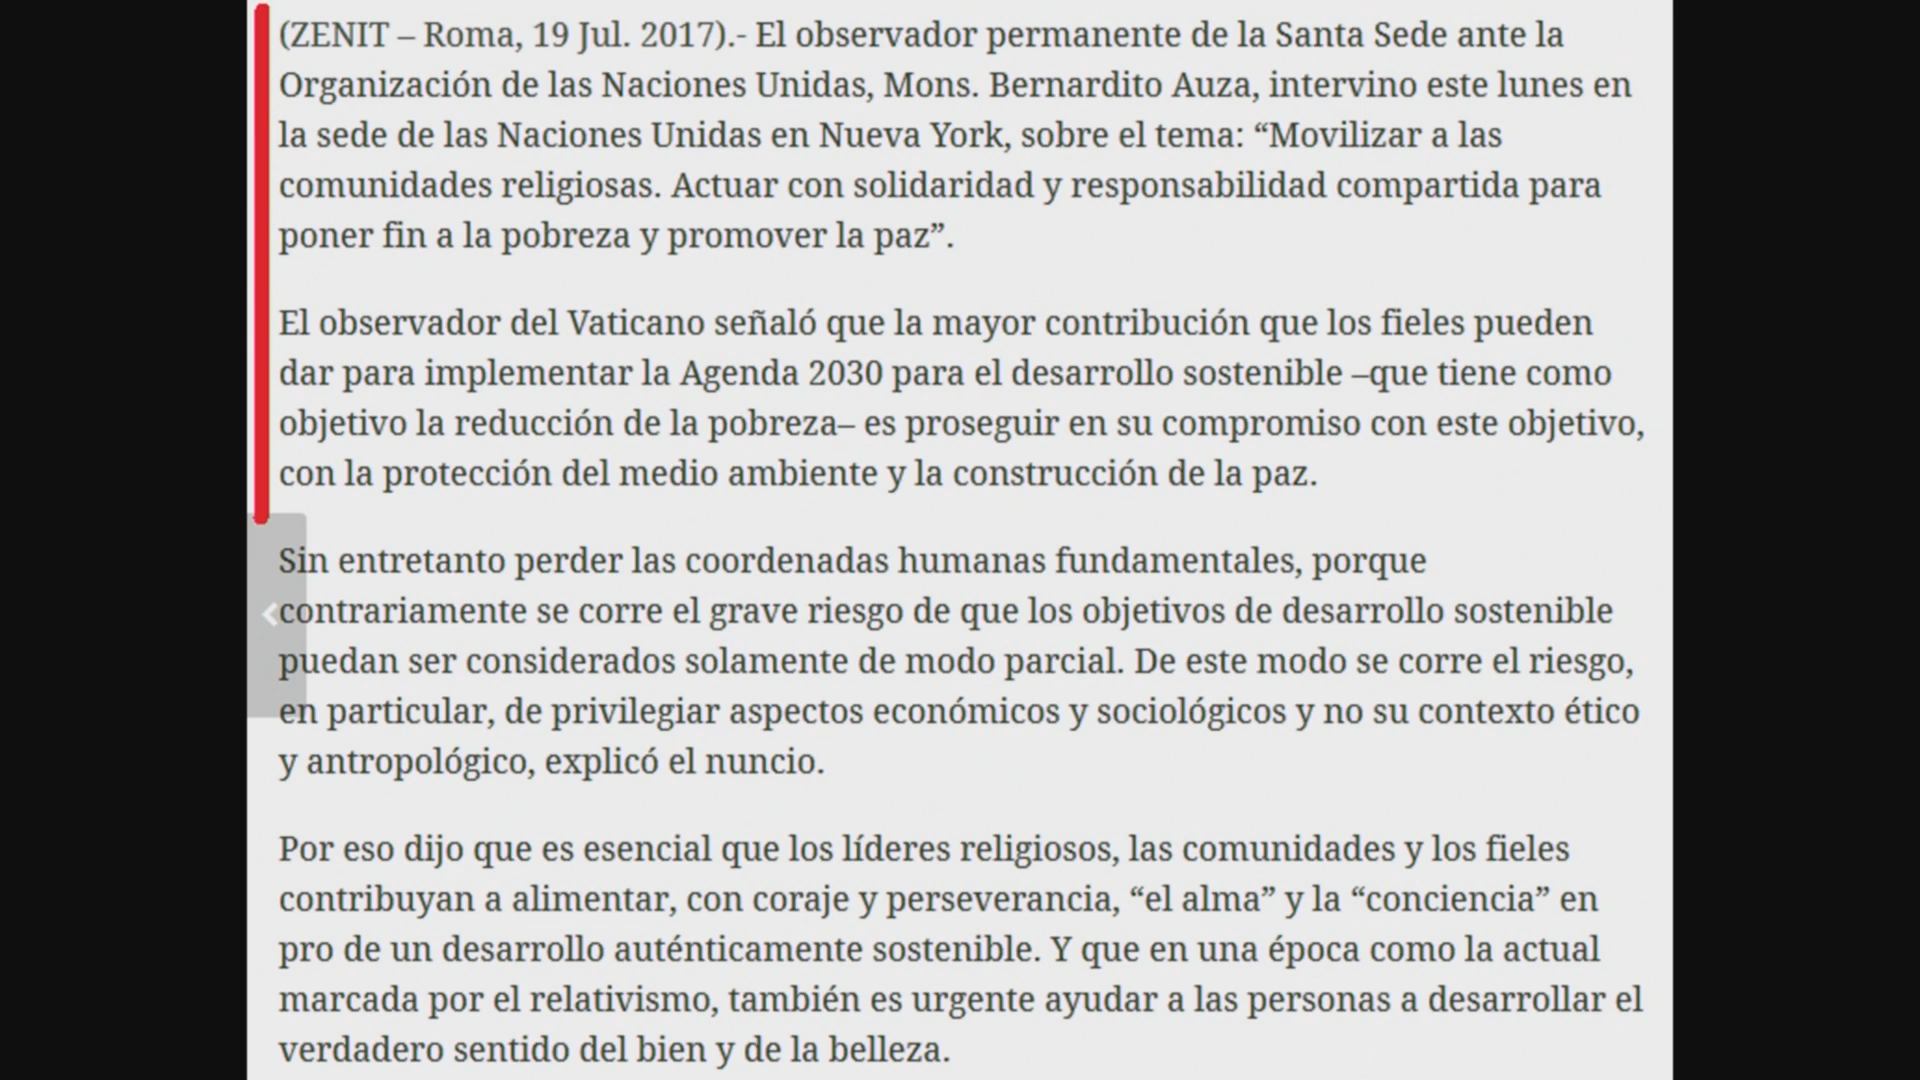 (ZENIT – Roma, 19 Jul. 2017).- El observador permanente de la Santa Sede ante la
Organización de las Naciones Unidas, Mons. Bernardito Auza, intervino este lunes en
la sede de las Naciones Unidas en Nueva York, sobre el tema: “Movilizar a las
comunidades religiosas. Actuar con solidaridad y responsabilidad compartida para
poner fin a la pobreza y promover la paz”.
El observador del Vaticano señaló que la mayor contribución que los fieles pueden
dar para implementar la Agenda 2030 para el desarrollo sostenible –que tiene como
objetivo la reducción de la pobreza– es proseguir en su compromiso con este objetivo,
con la protección del medio ambiente y la construcción de la paz.
Sin entretanto perder las coordenadas humanas fundamentales, porque
contrariamente se corre el grave riesgo de que los objetivos de desarrollo sostenible
puedan ser considerados solamente de modo parcial. De este modo se corre el riesgo,
en particular, de privilegiar aspectos económicos y sociológicos y no su contexto ético
y antropológico, explicó el nuncio.
Por eso dijo que es esencial que los líderes religiosos, las comunidades y los fieles
contribuyan a alimentar, con coraje y perseverancia, “el alma” y la “conciencia” en
pro de un desarrollo auténticamente sostenible. Y que en una época como la actual
marcada por el relativismo, también es urgente ayudar a las personas a desarrollar el
verdadero sentido del bien y de la belleza.